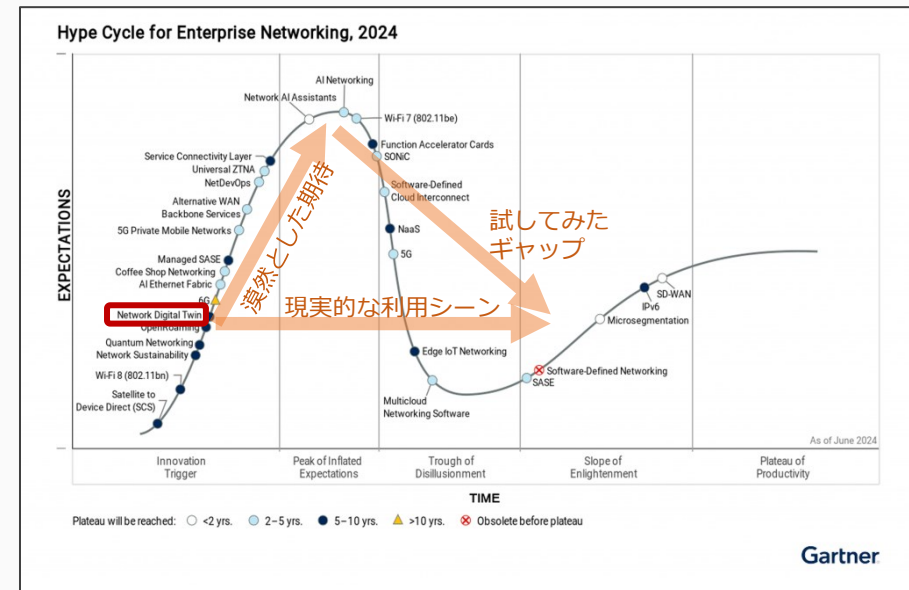 Hype Cycle for Enterprise Networking, 2024
AI Networking
Network AI Assistants
Wi-Fi 7 (802.11be)
Function Accelerator Cards
SONiC
Service Connectivity Layer
Universal ZTNA
NetDevOps
Software-Defined
Cloud Interconnect
Alternative WAN
Backbone Services
5G Private Mobile Networks
NaaS
5G
Managed SASE
Coffee Shop Networking
AI Ethernet Fabric
6G
Network Digital Twin
OpenRoaming
Quantum Networking
Network Sustainability
Wi-Fi 8 (802.11bn)
Satellite to
Device Direct (SCS)
漠然とした期待
試してみた
ギャップ
現実的な利用シーン
SD-WAN
IPv6
Microsegmentation
Edge IoT Networking
Software-Defined Networking
SASE
Multicloud
Networking Software
EXPECTATIONS
As of June 2024
Innovation
Trigger
Peak of Inflated
Expectations
Trough of
Disillusionment
Slope of
Enlightenment
Plateau of
Productivity
TIME
Plateau will be reached: <2 yrs. 2–5 yrs. 5–10 yrs. >10 yrs. Obsolete before plateau
Gartner